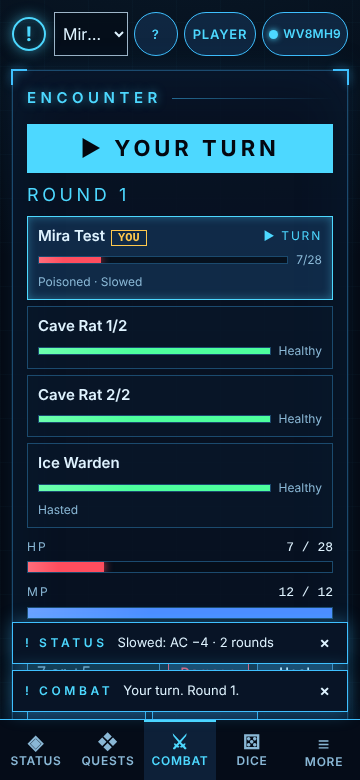 ! Mir... ? PLAYER WV8MH9
ENCOUNTER
▶ YOUR TURN
ROUND 1
Mira Test YOU ▶ TURN
7/28
Poisoned · Slowed
Cave Rat 1/2
Healthy
Cave Rat 2/2
Healthy
Ice Warden
Healthy
Hasted
HP 7 / 28
MP 12 / 12
! STATUS Slowed: AC −4 · 2 rounds ×
! COMBAT Your turn. Round 1. ×
STATUS QUESTS COMBAT DICE MORE